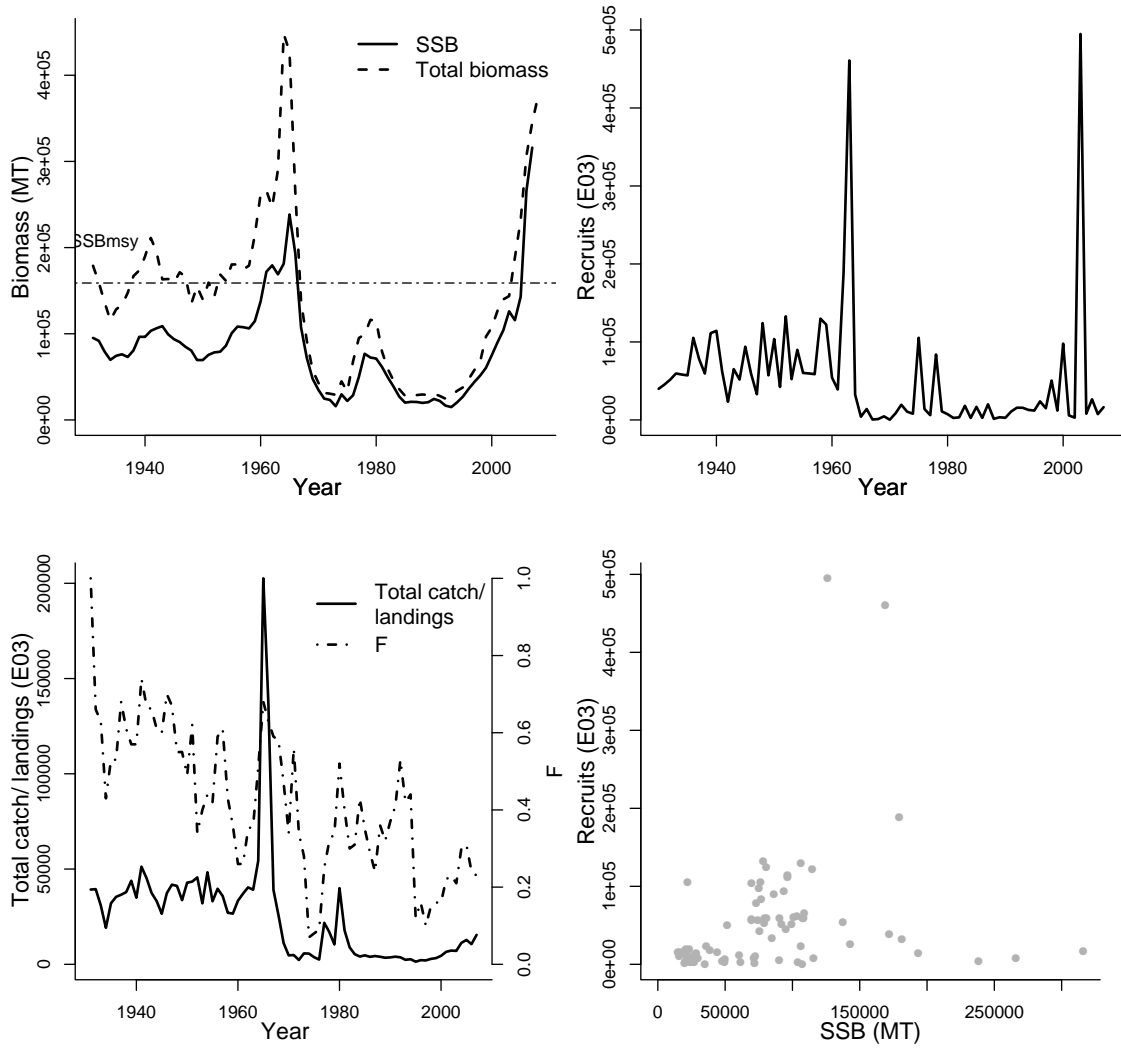 SSB
Total biomass
SSBmsy
Biomass (MT)
0e+00
1e+05
2e+05
3e+05
4e+05
1940
1960
1980
2000
Year
Recruits (E03)
0e+00
1e+05
2e+05
3e+05
4e+05
5e+05
1940
1960
1980
2000
Year
Total catch/
landings
F
Total catch/ landings (E03)
0
50000
100000
150000
200000
0.0
0.2
0.4
0.6
0.8
1.0
F
1940
1960
1980
2000
Year
Recruits (E03)
0e+00
1e+05
2e+05
3e+05
4e+05
5e+05
0
50000
150000
250000
SSB (MT)